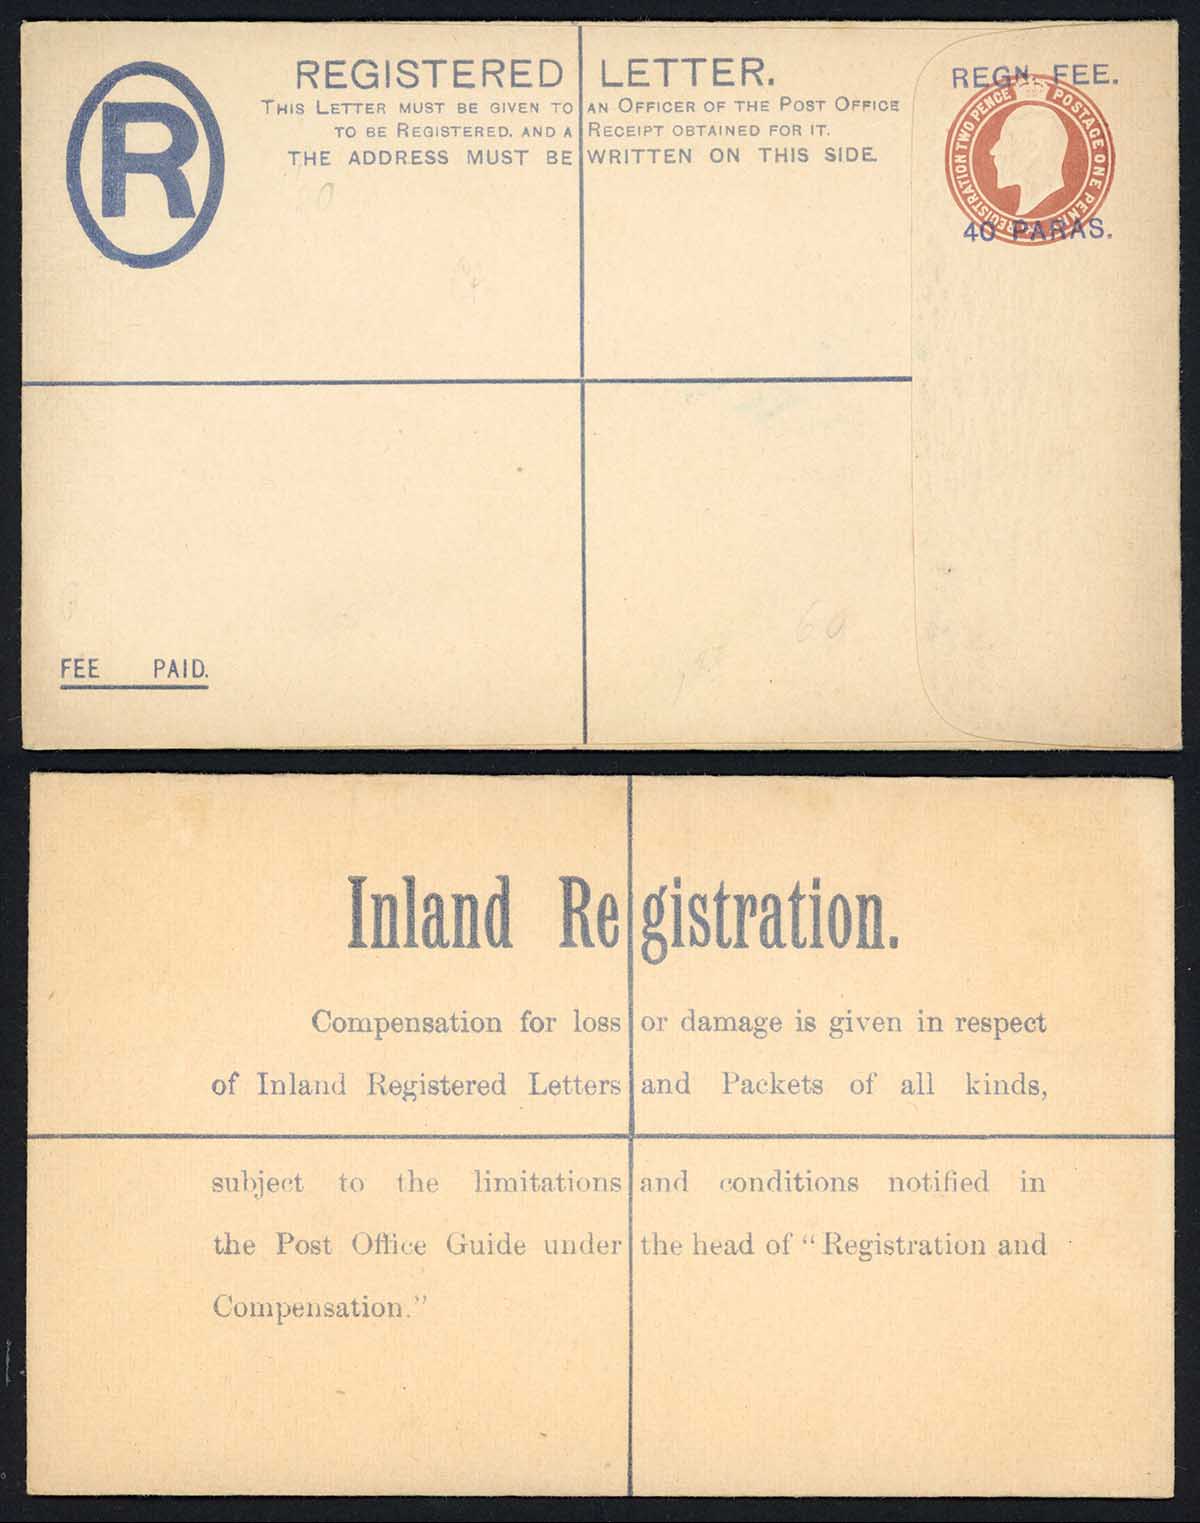 R
REGISTERED LETTER.
THIS LETTER MUST BE GIVEN TO AN OFFICER OF THE POST OFFICE
TO BE REGISTERED, AND A RECEIPT OBTAINED FOR IT.
THE ADDRESS MUST BE WRITTEN ON THIS SIDE.
REGN. FEE.
REGISTRATION TWO PENCE POSTAGE ONE PENNY
40 PARAS.
60
FEE PAID.
Inland Registration.
Compensation for loss or damage is given in respect
of Inland Registered Letters and Packets of all kinds,
subject to the limitations and conditions notified in
the Post Office Guide under the head of “Registration and
Compensation.”